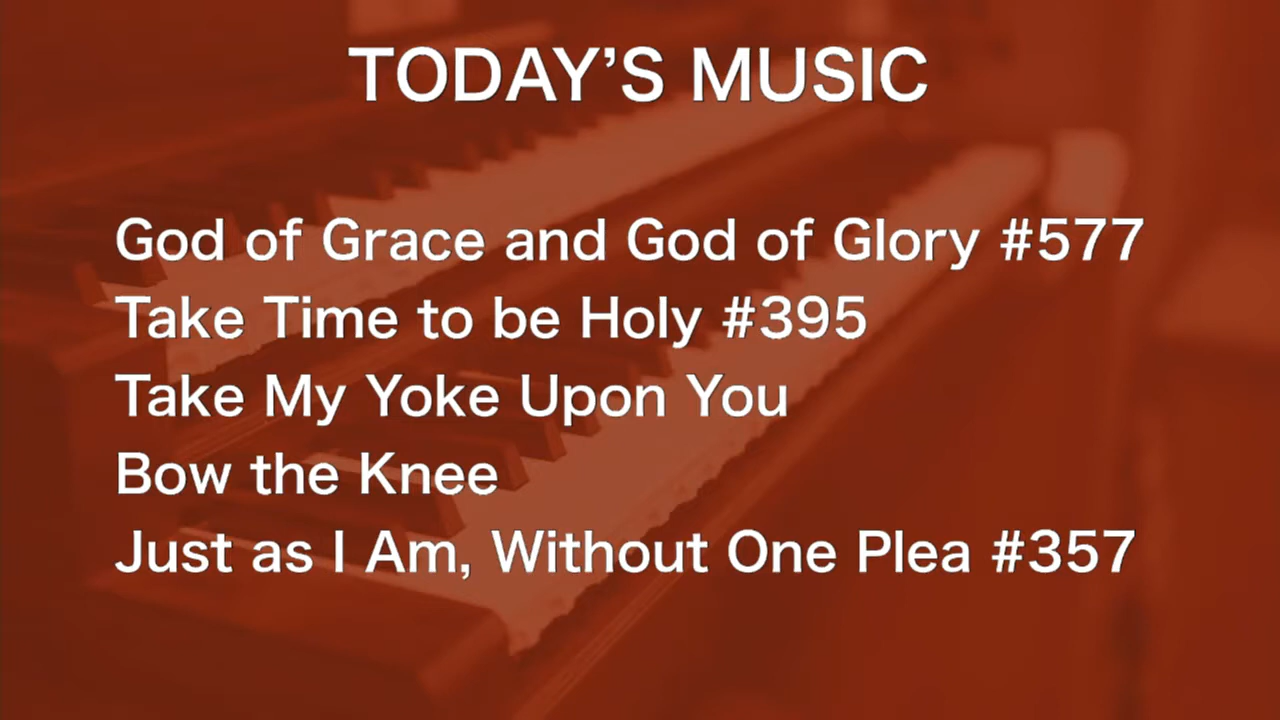 TODAY’S MUSIC
God of Grace and God of Glory #577
Take Time to be Holy #395
Take My Yoke Upon You
Bow the Knee
Just as I Am, Without One Plea #357